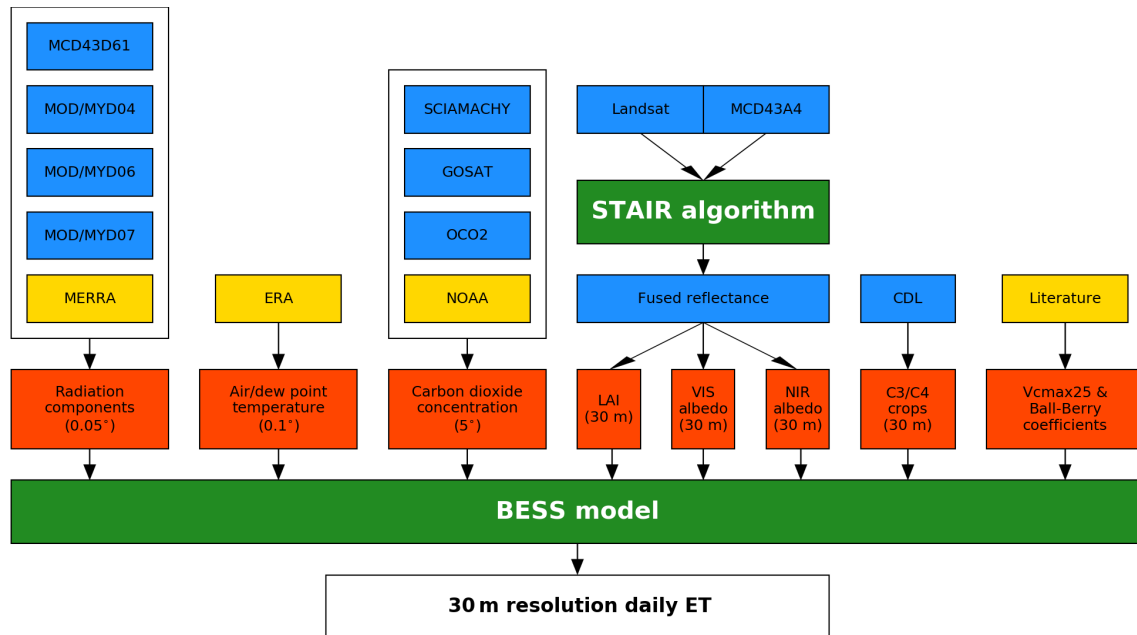 MCD43D61
MOD/MYD04
MOD/MYD06
MOD/MYD07
MERRA
ERA
SCIAMACHY
GOSAT
OCO2
NOAA
Landsat
MCD43A4
STAIR algorithm
Fused reflectance
CDL
Literature
Radiation
components
(0.05°)
Air/dew point
temperature
(0.1°)
Carbon dioxide
concentration
(5°)
LAI
(30 m)
VIS
albedo
(30 m)
NIR
albedo
(30 m)
C3/C4
crops
(30 m)
Vcmax25 &
Ball-Berry
coefficients
BESS model
30 m resolution daily ET